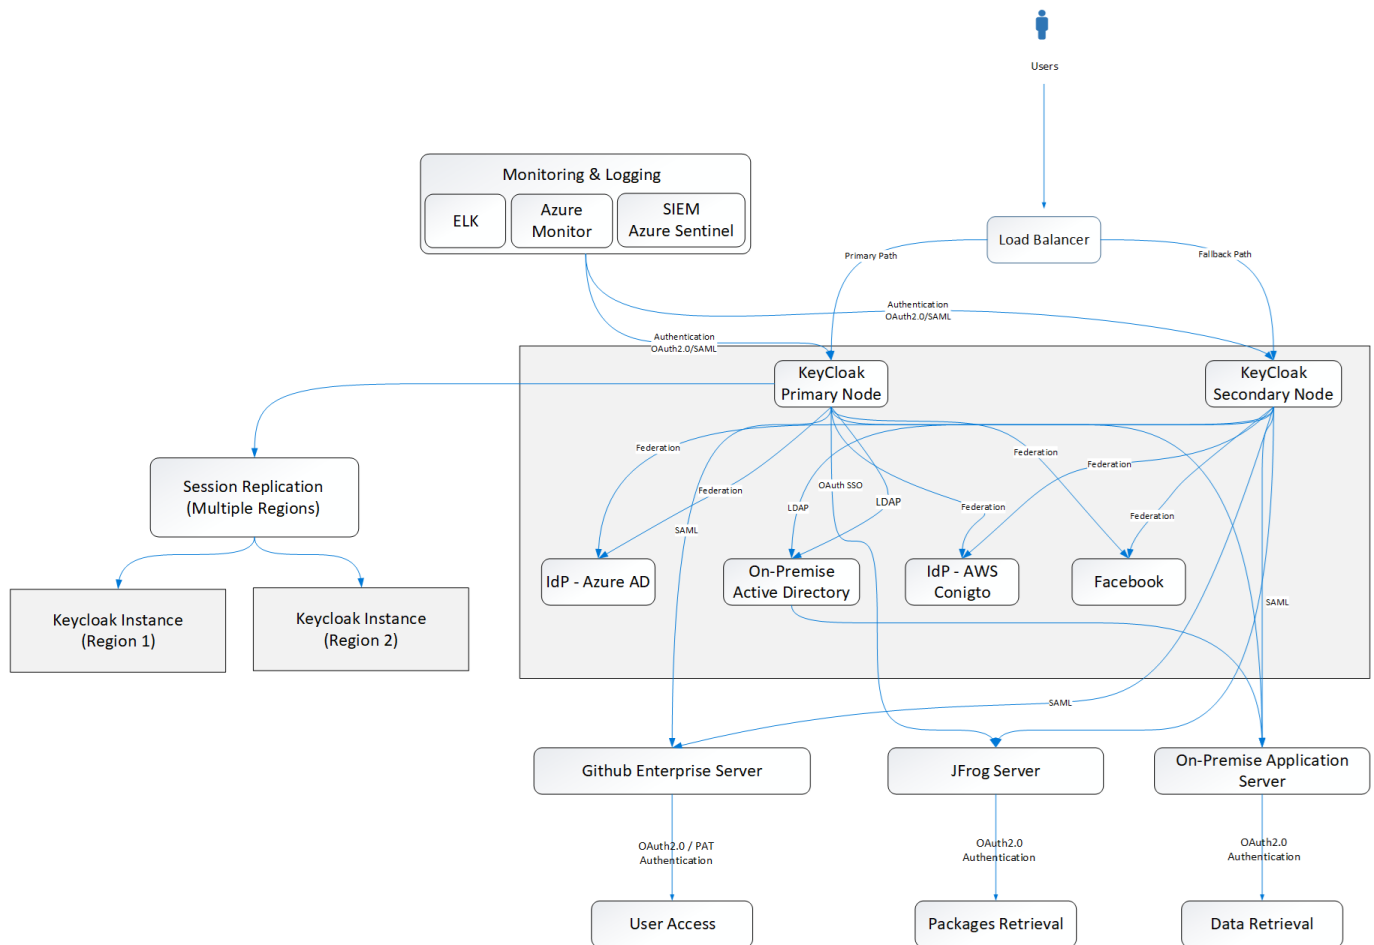 Users
Monitoring & Logging
ELK
Azure
Monitor
SIEM
Azure Sentinel
Load Balancer
Primary Path
Fallback Path
Authentication
OAuth2.0/SAML
Authentication
OAuth2.0/SAML
KeyCloak
Primary Node
KeyCloak
Secondary Node
Federation
Federation
Federation
Federation
OAuth SSO
LDAP
LDAP
Federation
Federation
SAML
Session Replication
(Multiple Regions)
IdP - Azure AD
On-Premise
Active Directory
IdP - AWS
Conigto
Facebook
SAML
Keycloak Instance
(Region 1)
Keycloak Instance
(Region 2)
SAML
Github Enterprise Server
JFrog Server
On-Premise Application
Server
OAuth2.0 / PAT
Authentication
OAuth2.0
Authentication
OAuth2.0
Authentication
User Access
Packages Retrieval
Data Retrieval